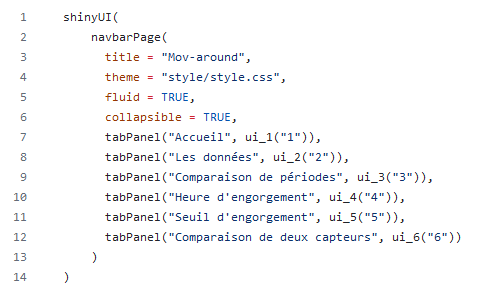 1 shinyUI(
2 navbarPage(
3 title = "Mov-around",
4 theme = "style/style.css",
5 fluid = TRUE,
6 collapsible = TRUE,
7 tabPanel("Accueil", ui_1("1")),
8 tabPanel("Les données", ui_2("2")),
9 tabPanel("Comparaison de périodes", ui_3("3")),
10 tabPanel("Heure d'engorgement", ui_4("4")),
11 tabPanel("Seuil d'engorgement", ui_5("5")),
12 tabPanel("Comparaison de deux capteurs", ui_6("6"))
13 )
14 )